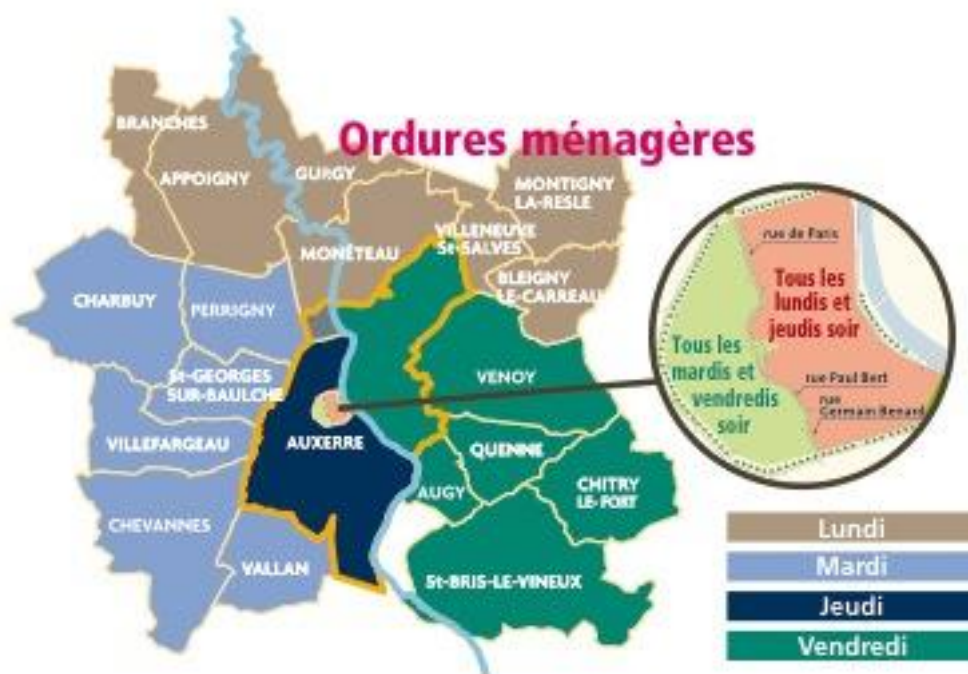 Ordures ménagères
BRANCHES
APPOIGNY
GURGY
MONTIGNY
LA-RESLE
MONÉTEAU
VILLENEUVE
St-SALVES
BLEIGNY
LE-CARREAU
CHARBUY
PERRIGNY
St-GEORGES
SUR-BAULCHE
VENOY
VILLEFARGEAU
AUXERRE
QUENNE
AUGY
CHITRY
LE-FORT
CHEVANNES
VALLAN
St-BRIS-LE-VINEUX
rue de Paris
Tous les
lundis et
jeudis soir
Tous les
mardis et
vendredis
soir
rue Paul Bert
rue
Germain Benard
Lundi
Mardi
Jeudi
Vendredi